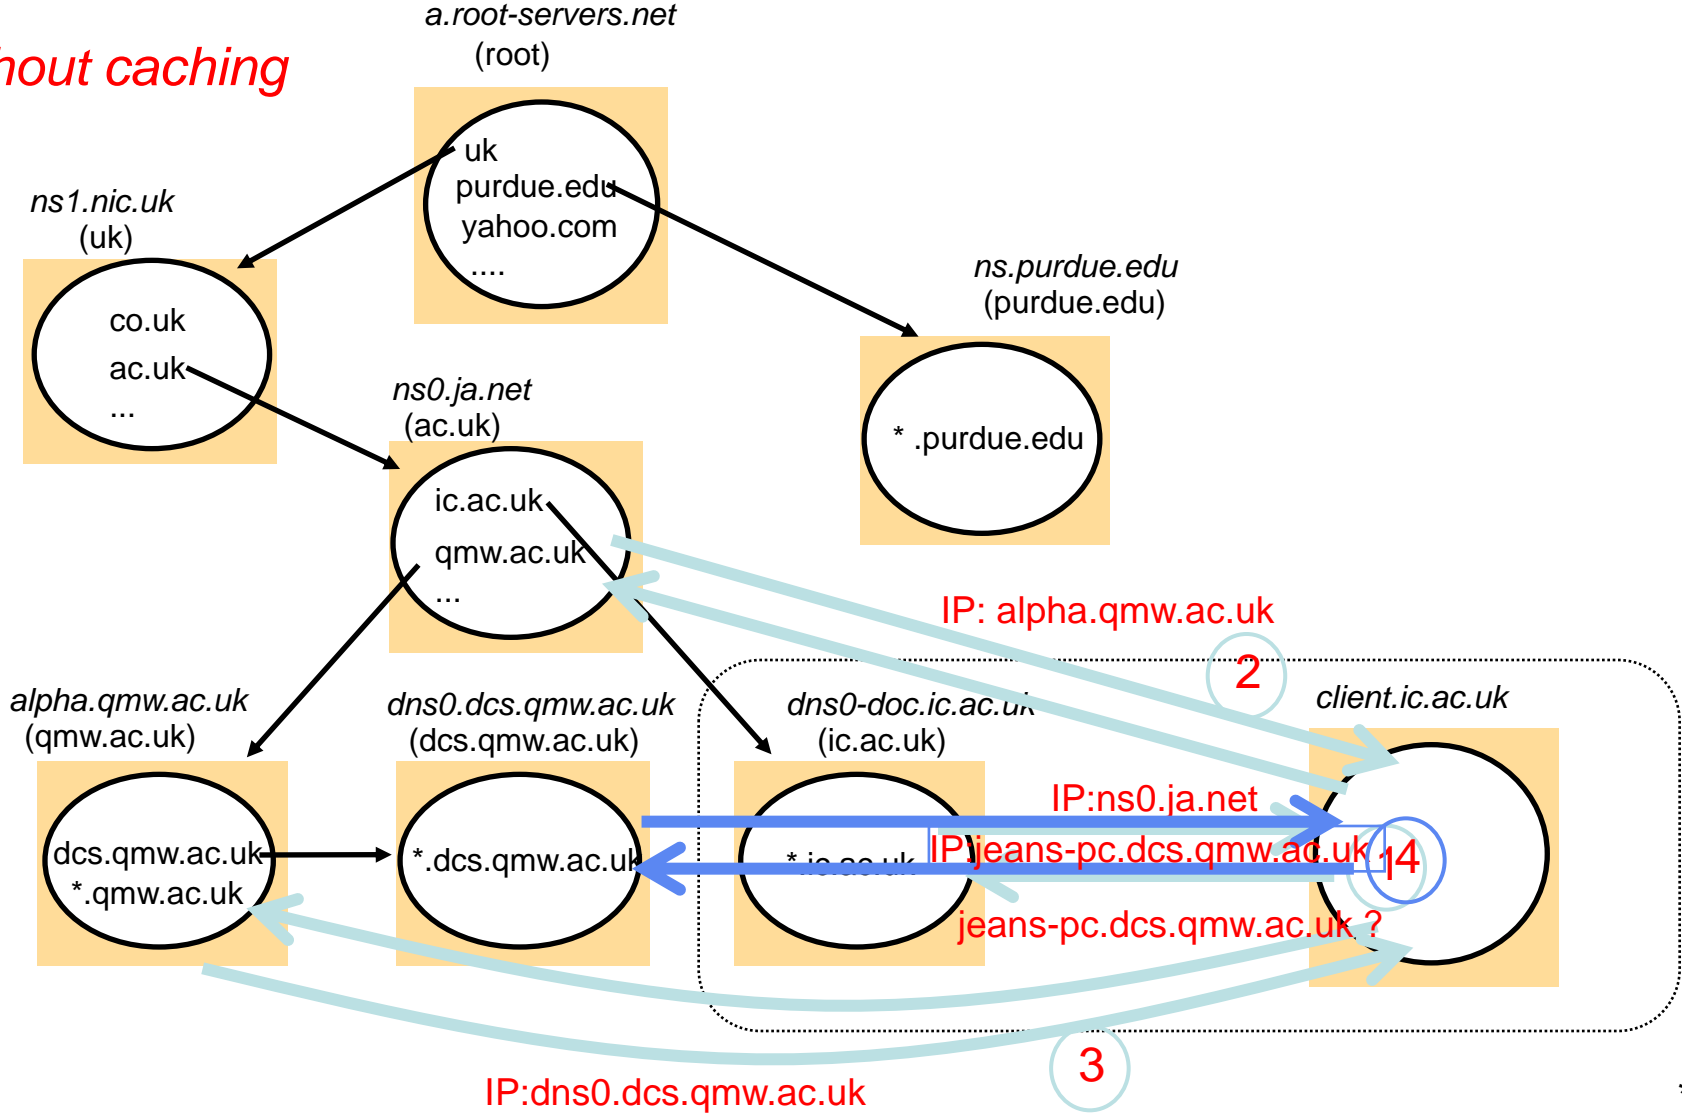 a.root-servers.net
(root)
hout caching
uk
purdue.edu
yahoo.com
....
ns1.nic.uk
(uk)
co.uk
ac.uk
...
ns.purdue.edu
(purdue.edu)
* .purdue.edu
ns0.ja.net
(ac.uk)
ic.ac.uk
qmw.ac.uk
...
IP: alpha.qmw.ac.uk
2
alpha.qmw.ac.uk
(qmw.ac.uk)
dns0.dcs.qmw.ac.uk
(dcs.qmw.ac.uk)
dns0-doc.ic.ac.uk
(ic.ac.uk)
client.ic.ac.uk
IP:ns0.ja.net
dcs.qmw.ac.uk
*.qmw.ac.uk
*.dcs.qmw.ac.uk
*.ic.ac.uk
IP:jeans-pc.dcs.qmw.ac.uk
1
4
jeans-pc.dcs.qmw.ac.uk ?
3
IP:dns0.dcs.qmw.ac.uk